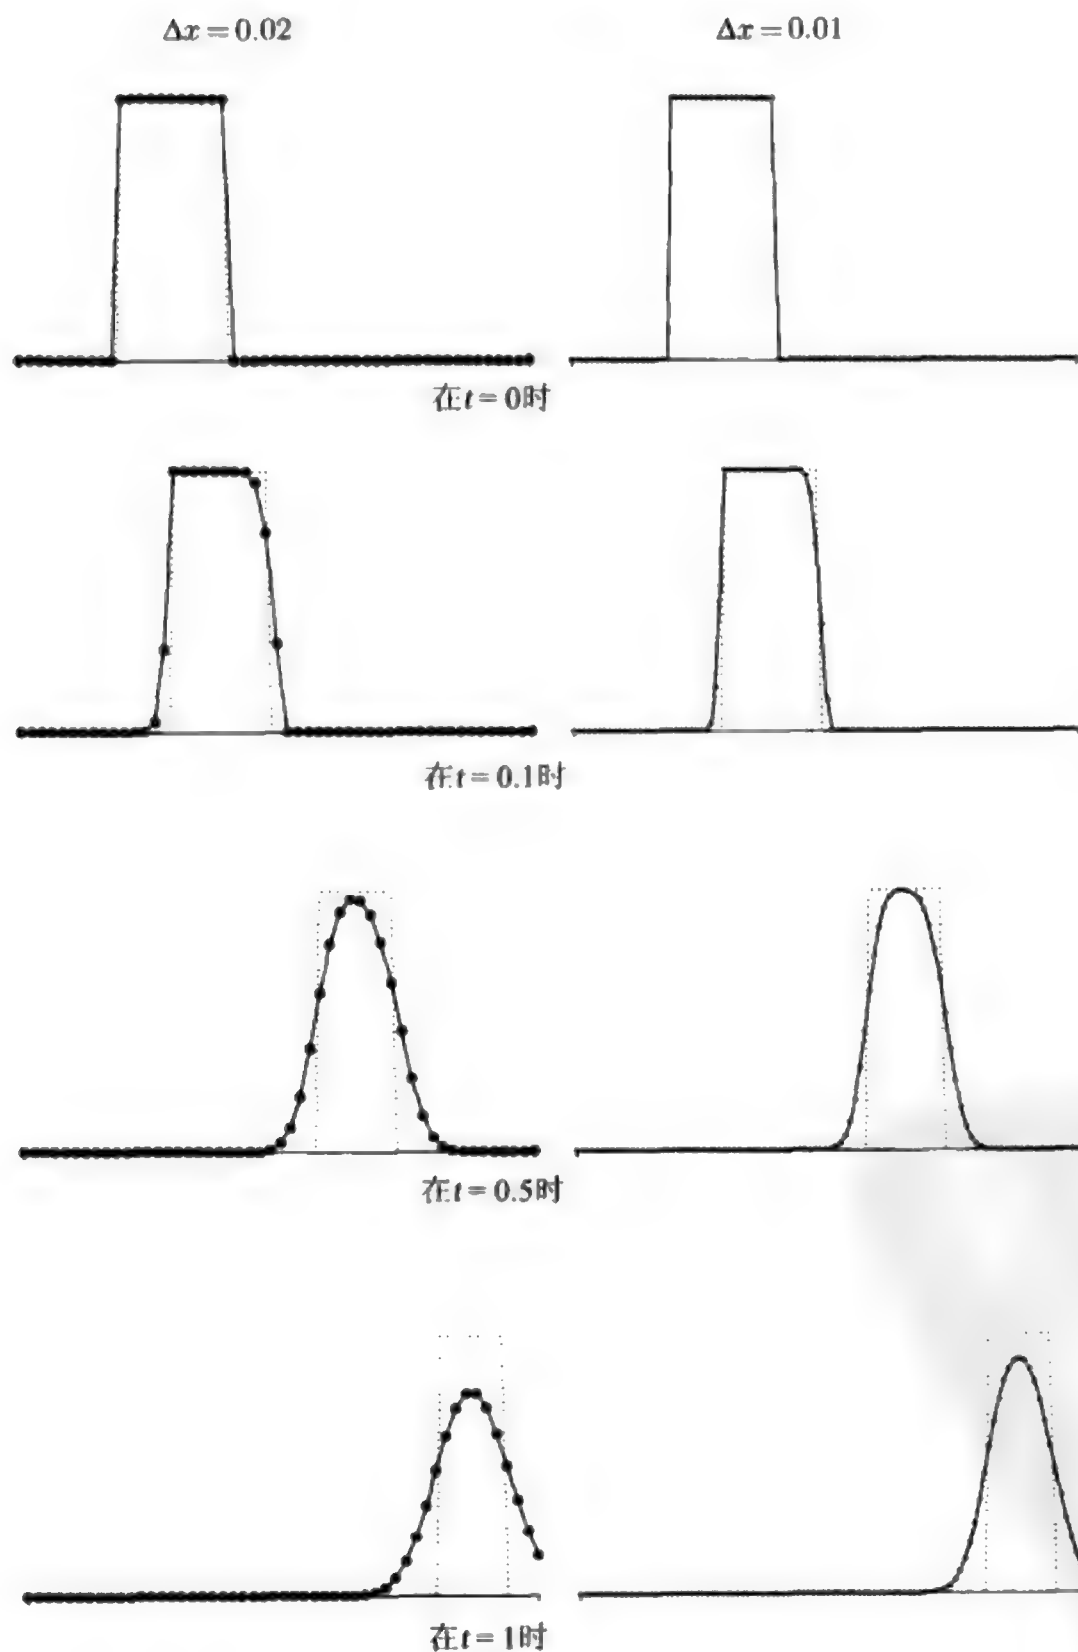 Δx = 0.02
Δx = 0.01
在t = 0时
在t = 0.1时
在t = 0.5时
在t = 1时